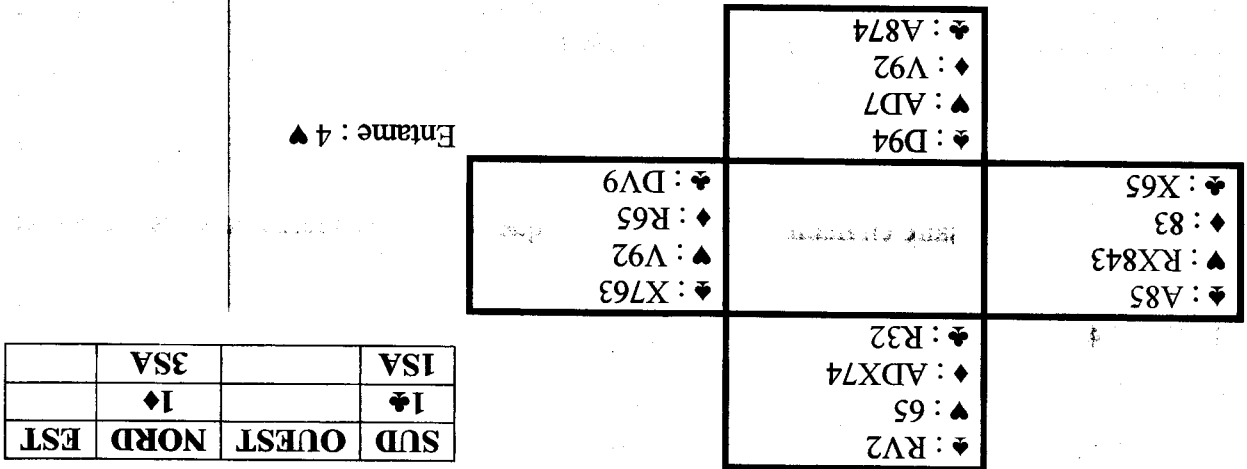 ♠ : RV2
♥ : 65
♦ : ADX74
♣ : R32
SUD OUEST NORD EST
1♣ 1♦
1SA 3SA
♠ : A85
♥ : RX843
♦ : 83
♣ : X65
♠ : X763
♥ : V92
♦ : R65
♣ : DV9
♠ : D94
♥ : AD7
♦ : V92
♣ : A874
Entame : 4 ♥